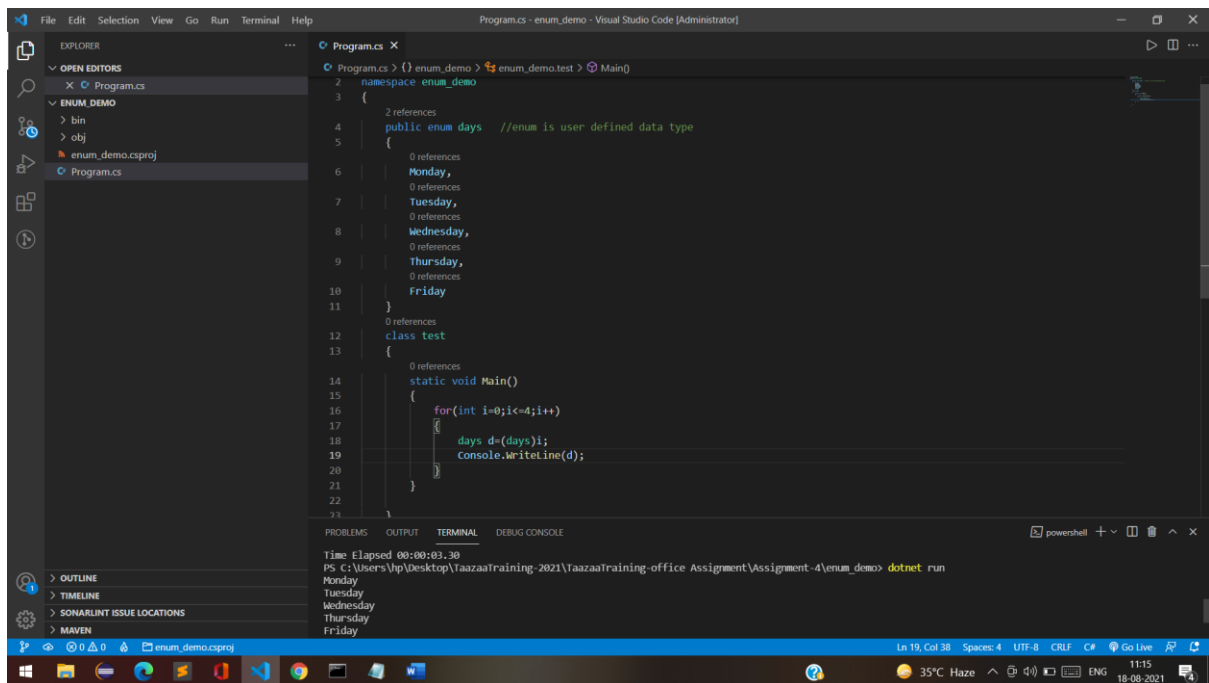 File Edit Selection View Go Run Terminal Help
Program.cs - enum_demo - Visual Studio Code [Administrator]
EXPLORER
OPEN EDITORS
Program.cs
ENUM_DEMO
bin
obj
enum_demo.csproj
Program.cs
OUTLINE
TIMELINE
SONARLINT ISSUE LOCATIONS
MAVEN
Program.cs
Program.cs > {} enum_demo > enum_demo.test > Main()
2 namespace enum_demo
3 {
2 references
4 public enum days //enum is user defined data type
5 {
0 references
6 Monday,
0 references
7 Tuesday,
0 references
8 Wednesday,
0 references
9 Thursday,
0 references
10 Friday
11 }
0 references
12 class test
13 {
0 references
14 static void Main()
15 {
16 for(int i=0;i<=4;i++)
17 {
18 days d=(days)i;
19 Console.WriteLine(d);
20 }
21 }
22
23 }
PROBLEMS OUTPUT TERMINAL DEBUG CONSOLE
powershell
Time Elapsed 00:00:03.30
PS C:\Users\hp\Desktop\TaazaaTraining-2021\TaazaaTraining-office Assignment\Assignment-4\enum_demo> dotnet run
Monday
Tuesday
Wednesday
Thursday
Friday
0 0 0 enum_demo.csproj
Ln 19, Col 38 Spaces: 4 UTF-8 CRLF C# Go Live
35°C Haze ENG 11:15
18-08-2021